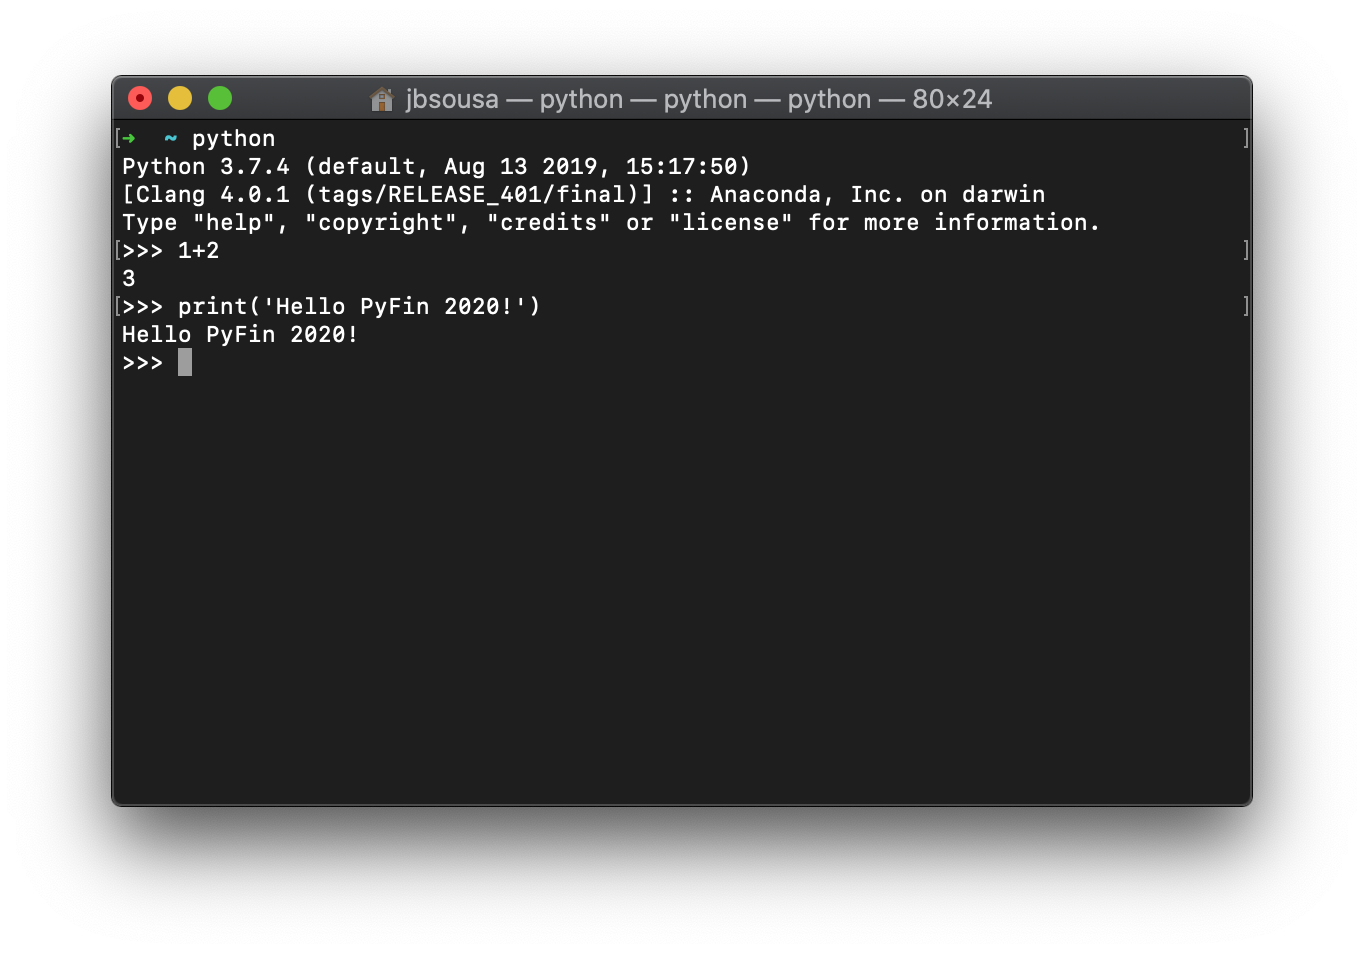 jbsousa — python — python — python — 80×24
[➜  ~ python ]
Python 3.7.4 (default, Aug 13 2019, 15:17:50)
[Clang 4.0.1 (tags/RELEASE_401/final)] :: Anaconda, Inc. on darwin
Type "help", "copyright", "credits" or "license" for more information.
[>>> 1+2 ]
3
[>>> print('Hello PyFin 2020!') ]
Hello PyFin 2020!
>>>